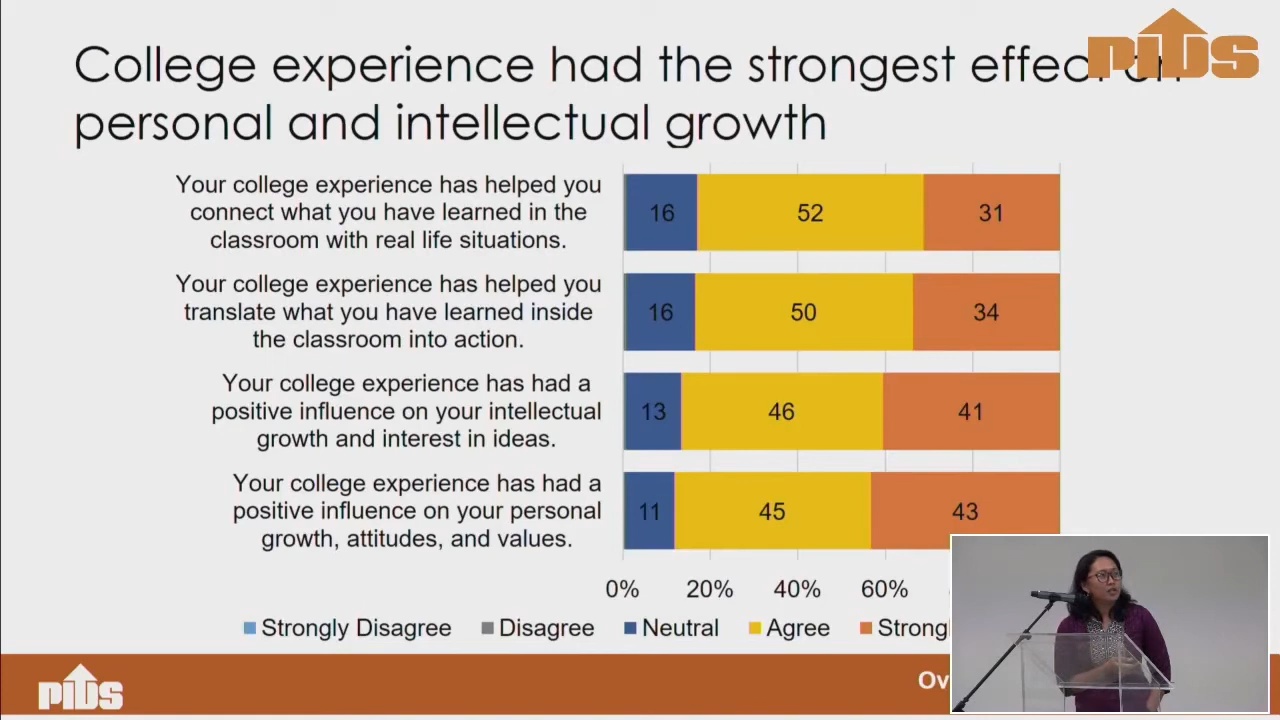 College experience had the strongest effect on
personal and intellectual growth
PIDS
Your college experience has helped you
connect what you have learned in the
classroom with real life situations.
16 52 31
Your college experience has helped you
translate what you have learned inside
the classroom into action.
16 50 34
Your college experience has had a
positive influence on your intellectual
growth and interest in ideas.
13 46 41
Your college experience has had a
positive influence on your personal
growth, attitudes, and values.
11 45 43
0% 20% 40% 60%
Strongly Disagree Disagree Neutral Agree
PIDS